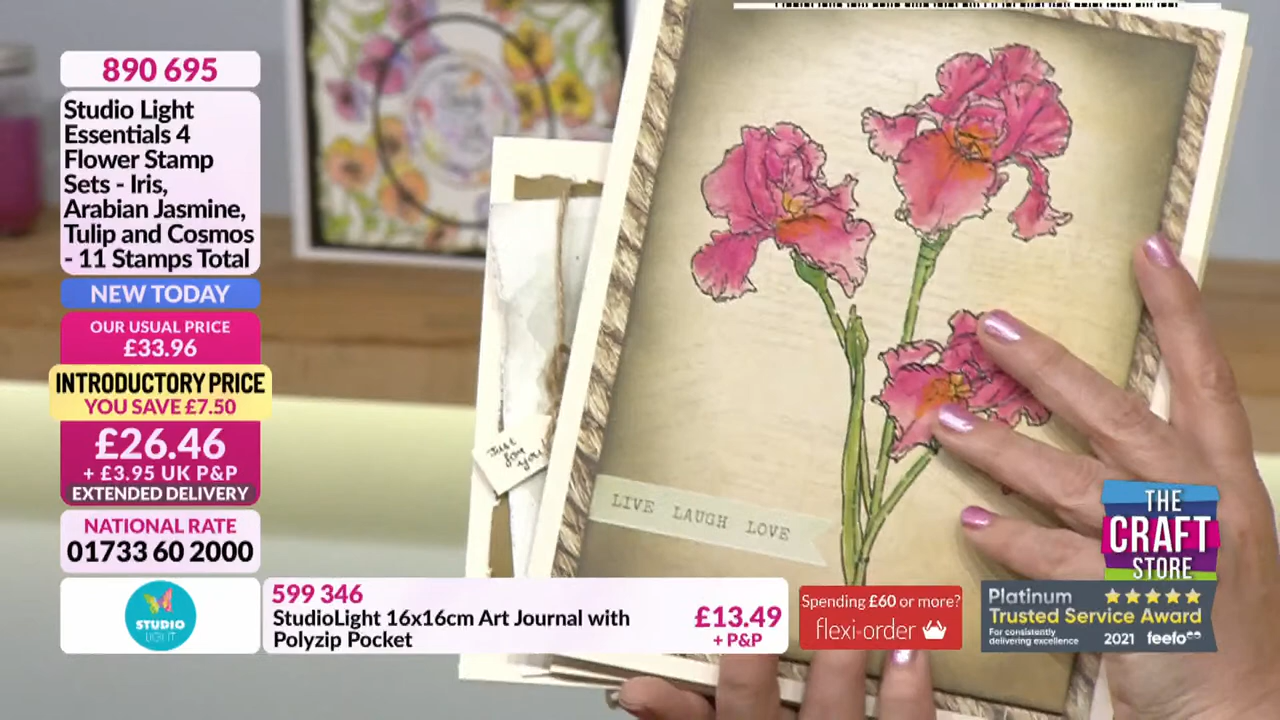 890 695
Studio Light
Essentials 4
Flower Stamp
Sets - Iris,
Arabian Jasmine,
Tulip and Cosmos
- 11 Stamps Total
NEW TODAY
OUR USUAL PRICE
£33.96
INTRODUCTORY PRICE
YOU SAVE £7.50
£26.46
+ £3.95 UK P&P
EXTENDED DELIVERY
NATIONAL RATE
01733 60 2000
STUDIO
LIGHT
599 346
StudioLight 16x16cm Art Journal with
Polyzip Pocket
£13.49
+ P&P
Spending £60 or more?
flexi-order
just
for
you!
LIVE LAUGH LOVE
THE
CRAFT
STORE
Platinum
Trusted Service Award
For consistently
delivering excellence
2021 feefo